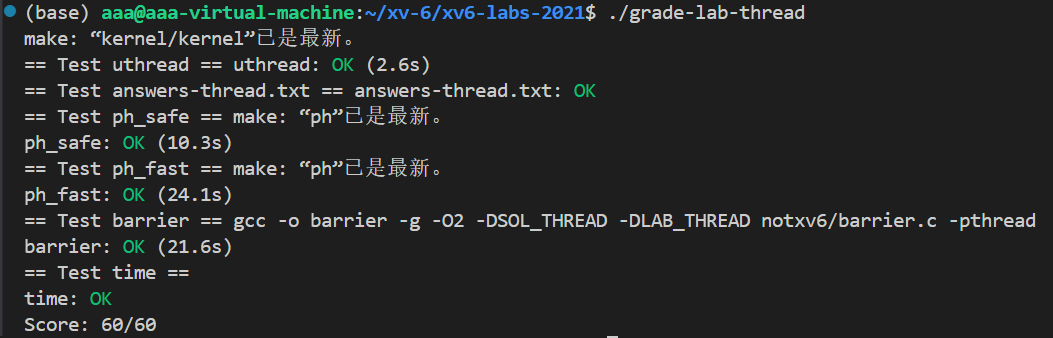 (base) aaa@aaa-virtual-machine:~/xv-6/xv6-labs-2021$ ./grade-lab-thread
make: “kernel/kernel”已是最新。
== Test uthread == uthread: OK (2.6s)
== Test answers-thread.txt == answers-thread.txt: OK
== Test ph_safe == make: “ph”已是最新。
ph_safe: OK (10.3s)
== Test ph_fast == make: “ph”已是最新。
ph_fast: OK (24.1s)
== Test barrier == gcc -o barrier -g -O2 -DSOL_THREAD -DLAB_THREAD notxv6/barrier.c -pthread
barrier: OK (21.6s)
== Test time ==
time: OK
Score: 60/60